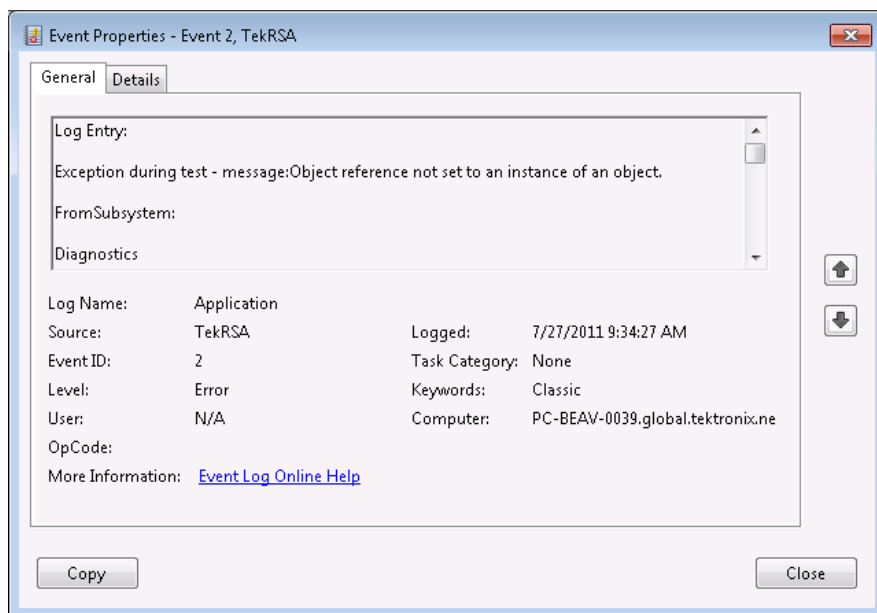 Event Properties - Event 2, TekRSA
General Details
Log Entry:
Exception during test - message:Object reference not set to an instance of an object.
FromSubsystem:
Diagnostics
Log Name: Application
Source: TekRSA Logged: 7/27/2011 9:34:27 AM
Event ID: 2 Task Category: None
Level: Error Keywords: Classic
User: N/A Computer: PC-BEAV-0039.global.tektronix.ne
OpCode:
More Information: Event Log Online Help
Copy Close